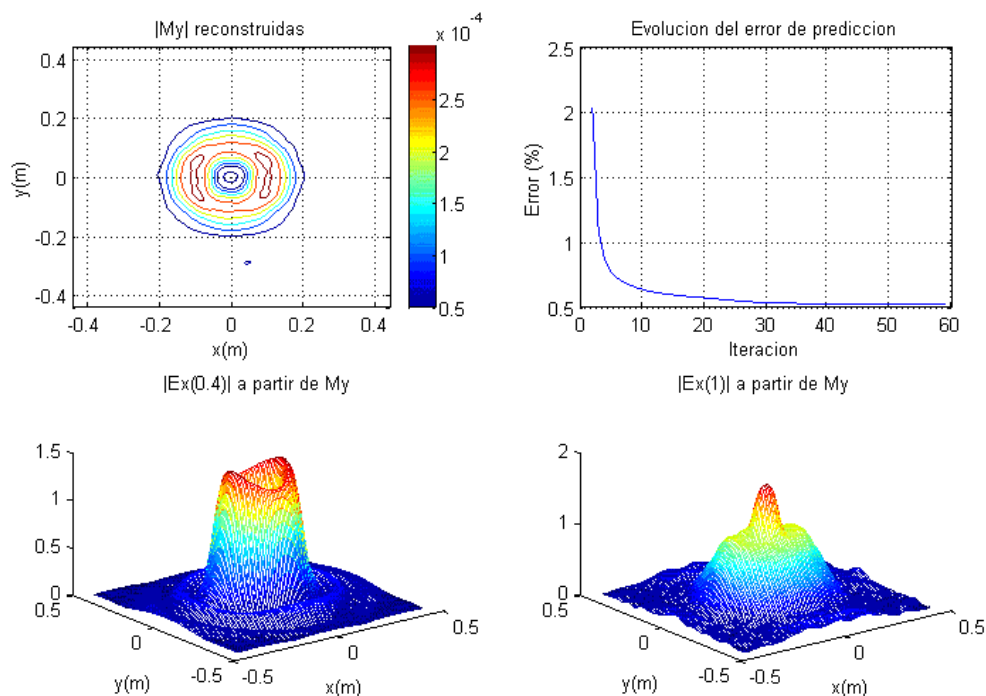 |My| reconstruidas
x 10^-4
0.4
0.2
0
-0.2
-0.4
y(m)
-0.4 -0.2 0 0.2 0.4
x(m)
2.5
2
1.5
1
0.5
Evolucion del error de prediccion
2.5
2
1.5
1
0.5
Error (%)
0 10 20 30 40 50 60
Iteracion
|Ex(0.4)| a partir de My
1.5
1
0.5
0
0.5
0
-0.5
y(m)
-0.5
0
0.5
x(m)
|Ex(1)| a partir de My
2
1
0
0.5
0
-0.5
y(m)
-0.5
0
0.5
x(m)